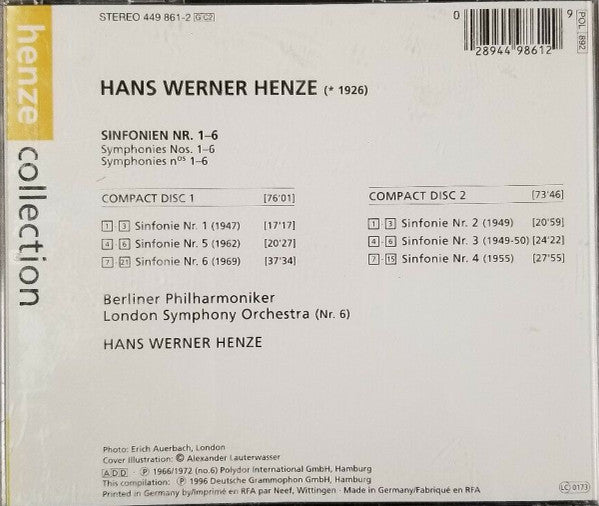 henze collection
STEREO 449 861-2 GC2
0 28944 98612 9
POL 892
HANS WERNER HENZE (* 1926)
SINFONIEN NR. 1–6
Symphonies Nos. 1–6
Symphonies nos 1–6
COMPACT DISC 1 [76'01]
1 - 3 Sinfonie Nr. 1 (1947) [17'17]
4 - 6 Sinfonie Nr. 5 (1962) [20'27]
7 - 21 Sinfonie Nr. 6 (1969) [37'34]
COMPACT DISC 2 [73'46]
1 - 3 Sinfonie Nr. 2 (1949) [20'59]
4 - 6 Sinfonie Nr. 3 (1949-50) [24'22]
7 - 15 Sinfonie Nr. 4 (1955) [27'55]
Berliner Philharmoniker
London Symphony Orchestra (Nr. 6)
HANS WERNER HENZE
Photo: Erich Auerbach, London
Cover Illustration: © Alexander Lauterwasser
ADD · ℗ 1966/1972 (no.6) Polydor International GmbH, Hamburg
This compilation: ℗ 1996 Deutsche Grammophon GmbH, Hamburg
Printed in Germany by/Imprimé en RFA par Neef, Wittingen · Made in Germany/Fabriqué en RFA
LC 0173